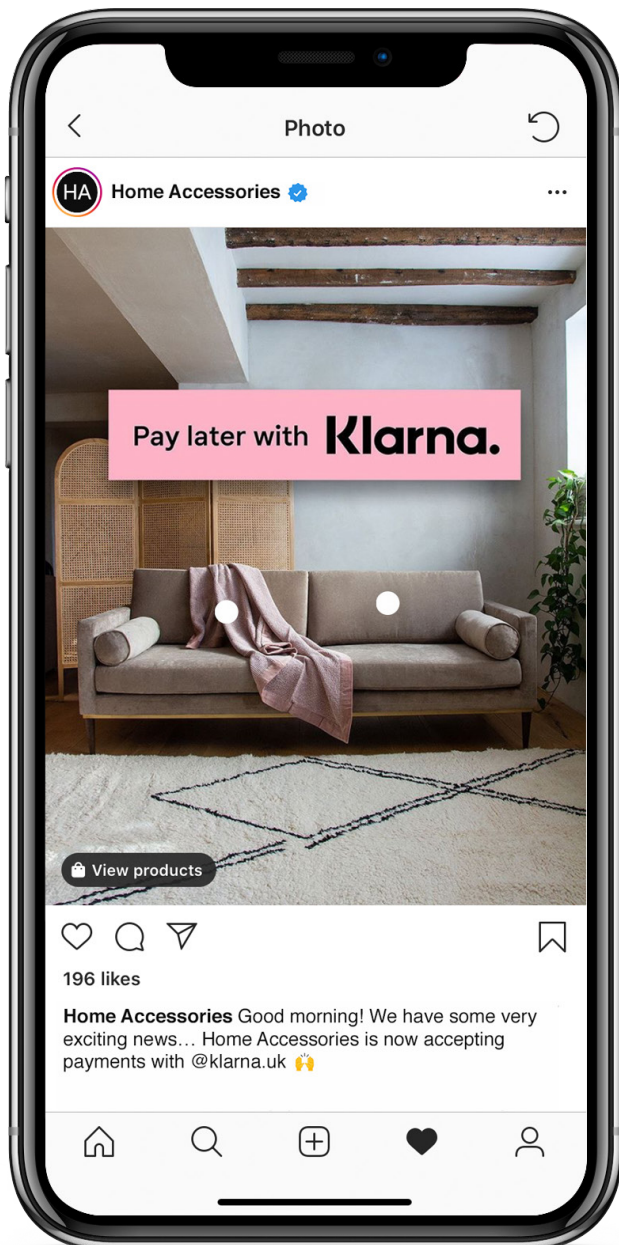 Photo
HA Home Accessories
Pay later with Klarna.
View products
196 likes
Home Accessories Good morning! We have some very
exciting news... Home Accessories is now accepting
payments with @klarna.uk 🙌